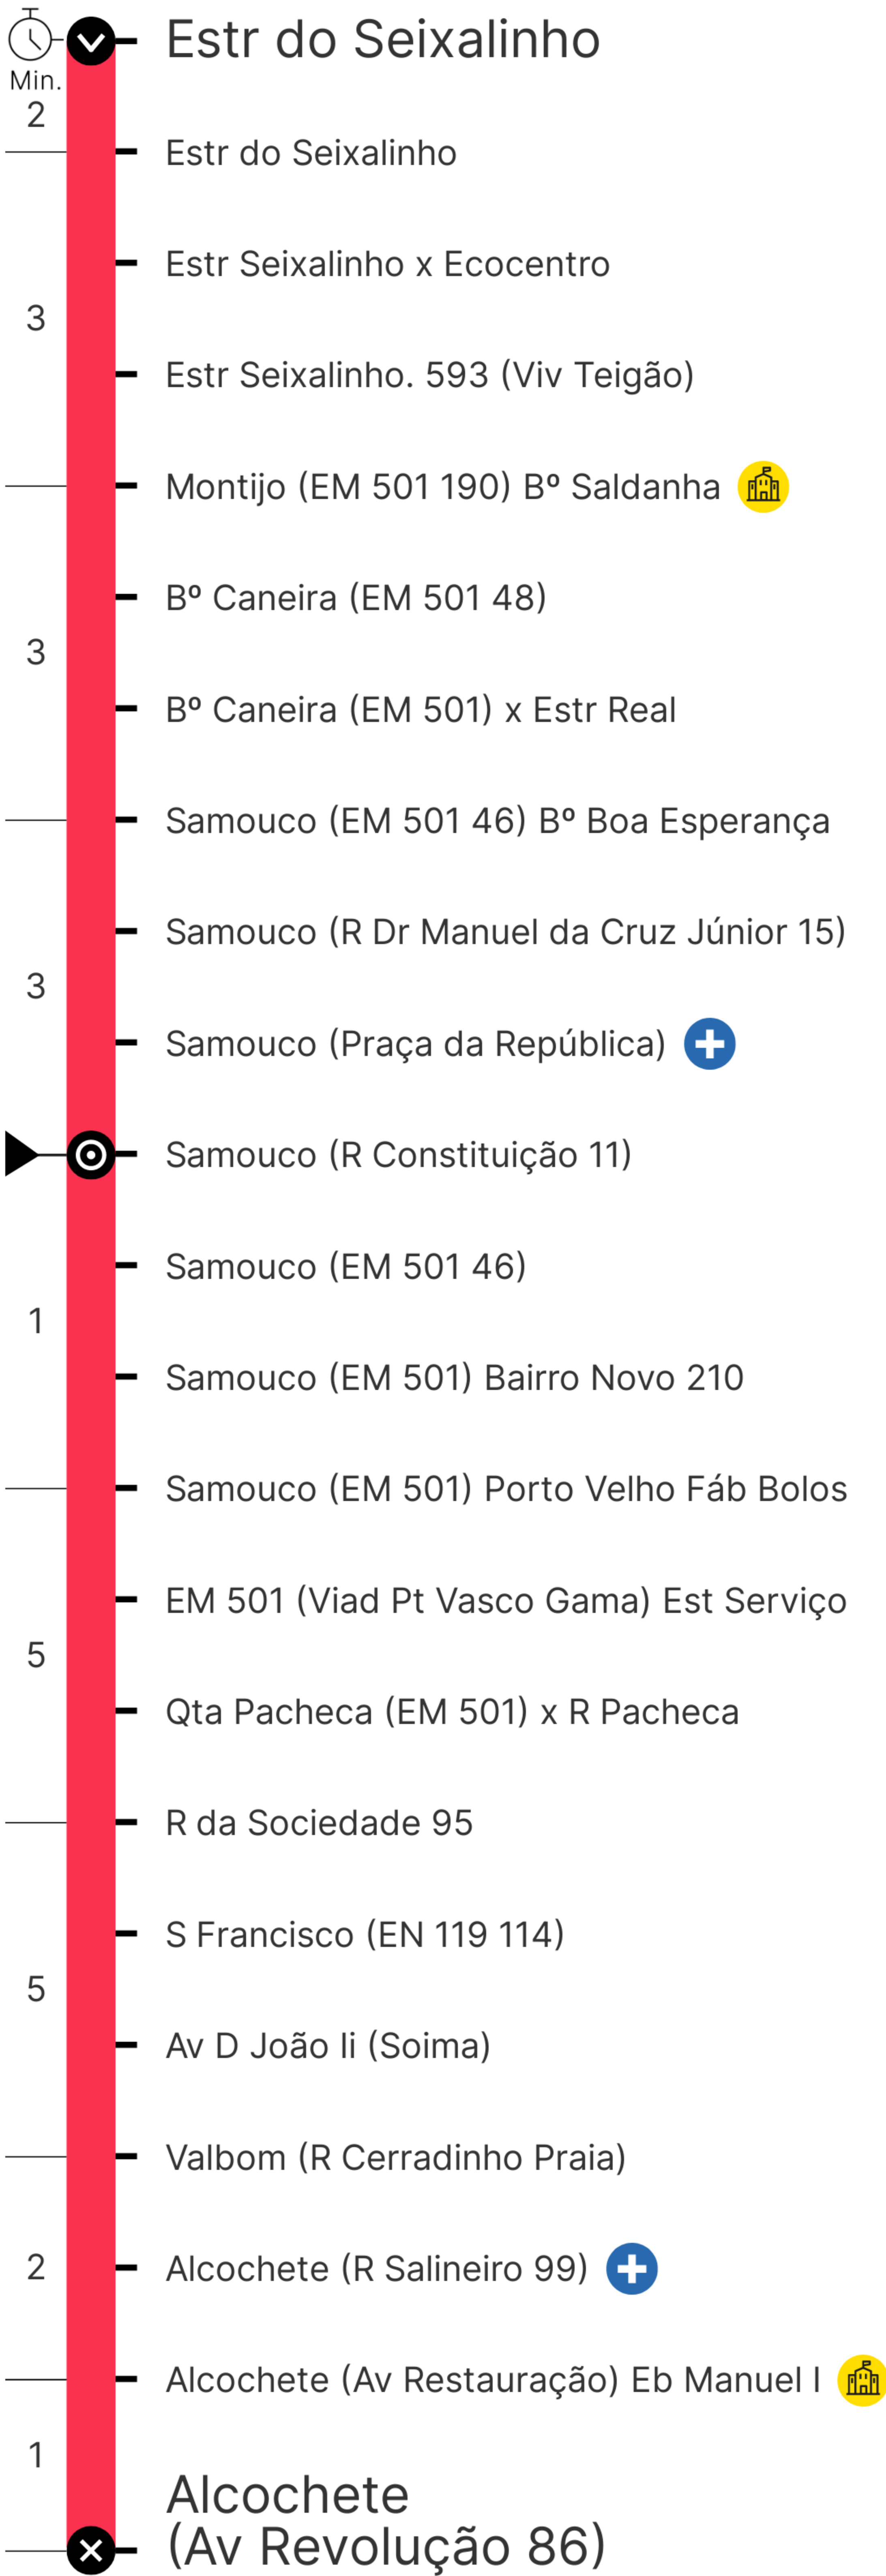 Estr do Seixalinho
Min.
2
Estr do Seixalinho
Estr Seixalinho x Ecocentro
3
Estr Seixalinho. 593 (Viv Teigão)
Montijo (EM 501 190) Bº Saldanha
Bº Caneira (EM 501 48)
3
Bº Caneira (EM 501) x Estr Real
Samouco (EM 501 46) Bº Boa Esperança
Samouco (R Dr Manuel da Cruz Júnior 15)
3
Samouco (Praça da República)
Samouco (R Constituição 11)
Samouco (EM 501 46)
1
Samouco (EM 501) Bairro Novo 210
Samouco (EM 501) Porto Velho Fáb Bolos
EM 501 (Viad Pt Vasco Gama) Est Serviço
5
Qta Pacheca (EM 501) x R Pacheca
R da Sociedade 95
S Francisco (EN 119 114)
5
Av D João Ii (Soima)
Valbom (R Cerradinho Praia)
2
Alcochete (R Salineiro 99)
Alcochete (Av Restauração) Eb Manuel I
1
Alcochete
(Av Revolução 86)